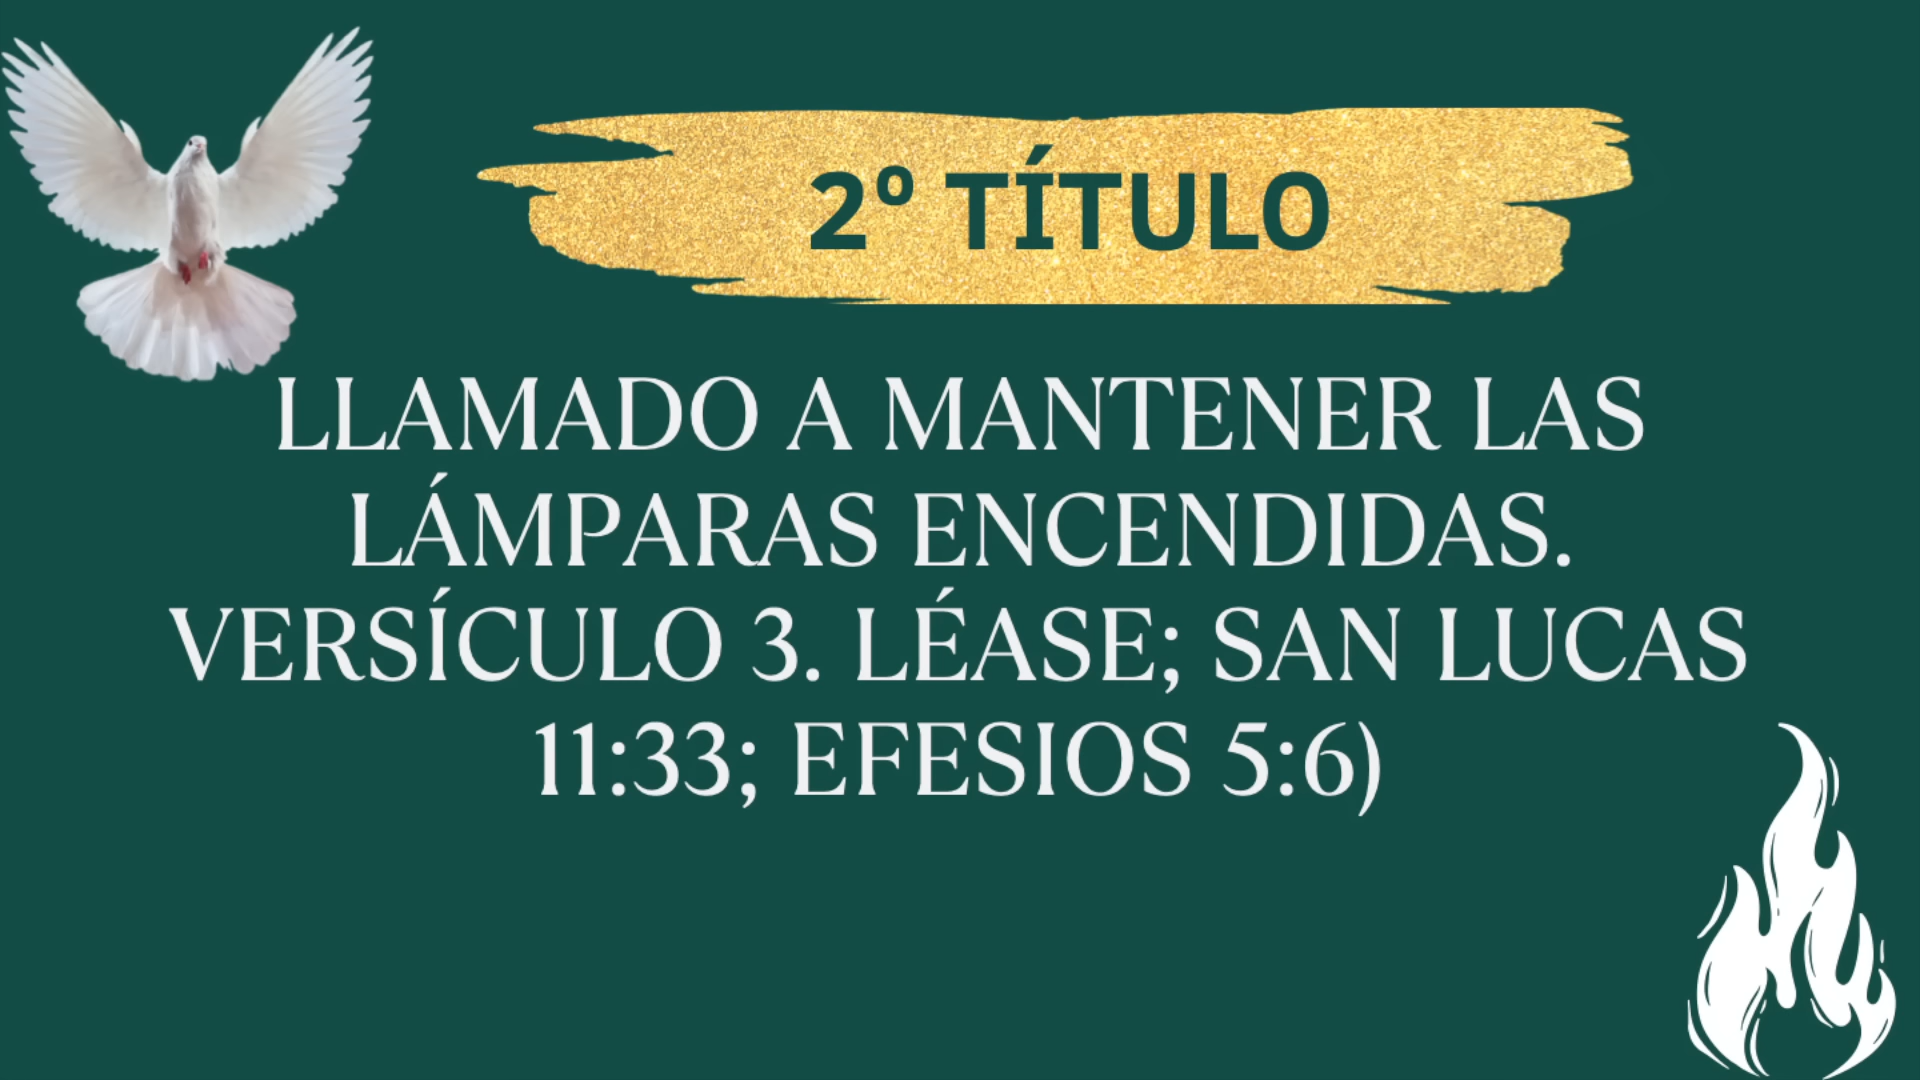 2º TÍTULO
LLAMADO A MANTENER LAS
LÁMPARAS ENCENDIDAS.
VERSÍCULO 3. LÉASE; SAN LUCAS
11:33; EFESIOS 5:6)